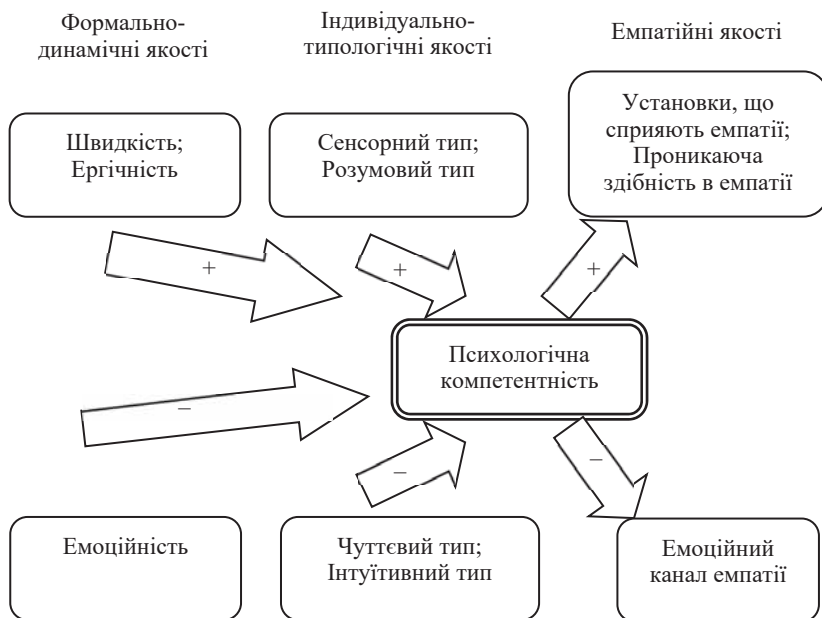 Формально-
динамічні якості
Індивідуально-
типологічні якості
Емпатійні якості
Швидкість;
Ергічність
Сенсорний тип;
Розумовий тип
Установки, що
сприяють емпатії;
Проникаюча
здібність в емпатії
+
+
+
Психологічна
компетентність
–
–
–
Емоційність
Чуттєвий тип;
Інтуїтивний тип
Емоційний
канал емпатії